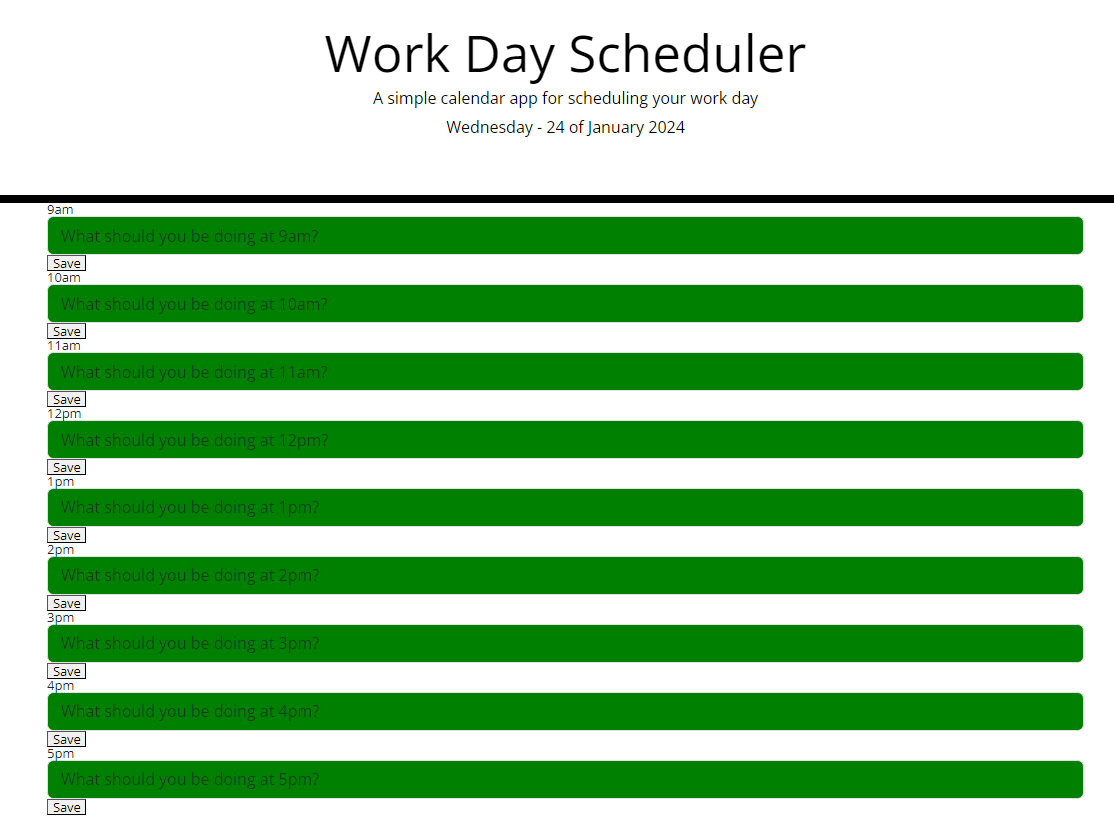 Work Day Scheduler
A simple calendar app for scheduling your work day
Wednesday - 24 of January 2024
9am
What should you be doing at 9am?
Save
10am
What should you be doing at 10am?
Save
11am
What should you be doing at 11am?
Save
12pm
What should you be doing at 12pm?
Save
1pm
What should you be doing at 1pm?
Save
2pm
What should you be doing at 2pm?
Save
3pm
What should you be doing at 3pm?
Save
4pm
What should you be doing at 4pm?
Save
5pm
What should you be doing at 5pm?
Save